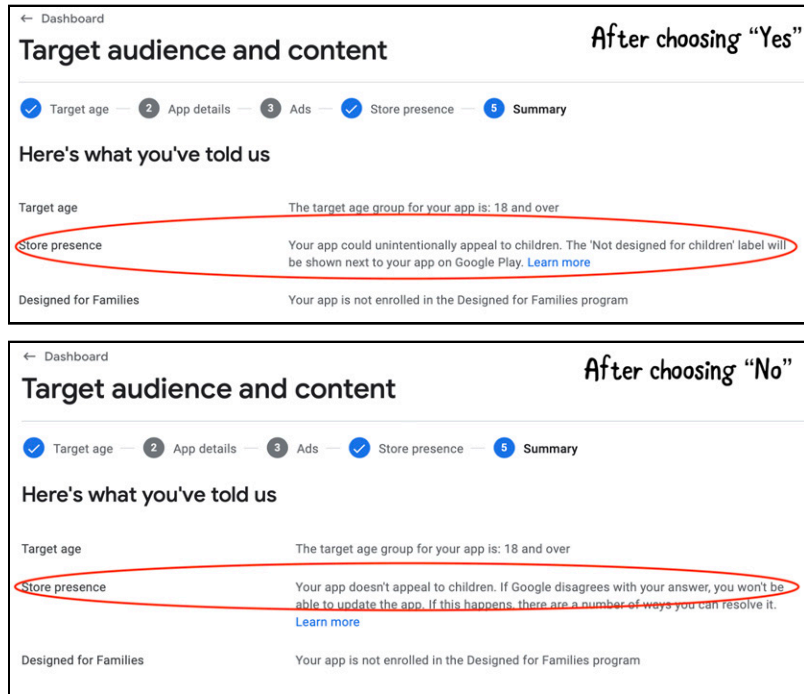 ← Dashboard
After choosing “Yes”
Target audience and content
Target age 2 App details 3 Ads Store presence 5 Summary
Here's what you've told us
Target age The target age group for your app is: 18 and over
Store presence Your app could unintentionally appeal to children. The 'Not designed for children' label will
be shown next to your app on Google Play. Learn more
Designed for Families Your app is not enrolled in the Designed for Families program
← Dashboard
After choosing “No”
Target audience and content
Target age 2 App details 3 Ads Store presence 5 Summary
Here's what you've told us
Target age The target age group for your app is: 18 and over
Store presence Your app doesn't appeal to children. If Google disagrees with your answer, you won't be
able to update the app. If this happens, there are a number of ways you can resolve it.
Learn more
Designed for Families Your app is not enrolled in the Designed for Families program